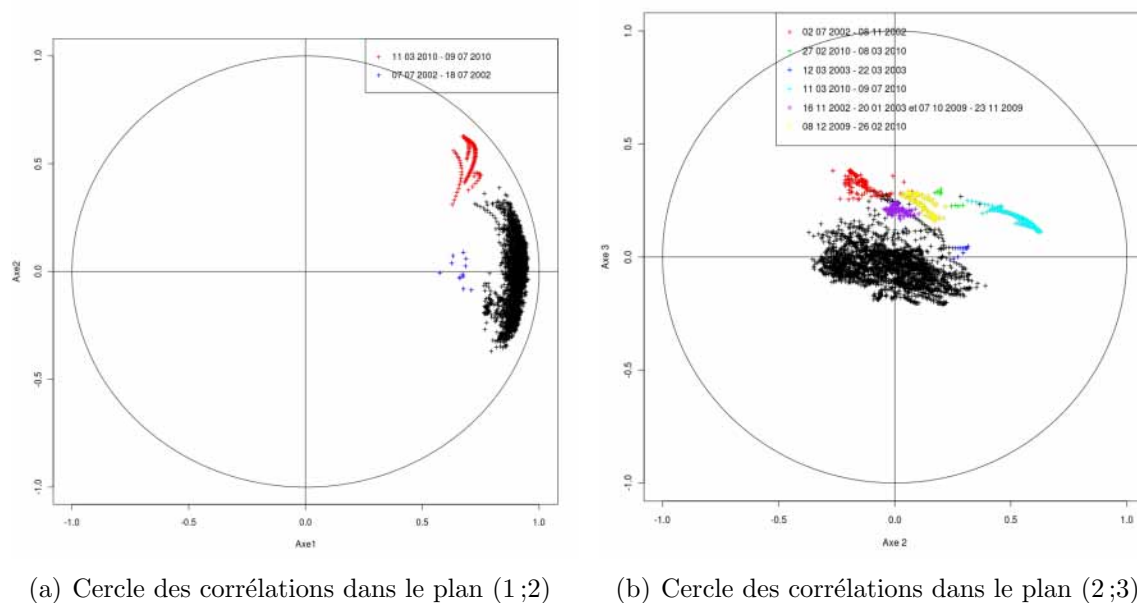 11 03 2010 - 09 07 2010
07 07 2002 - 18 07 2002
Axe2
1.0
0.5
0.0
-0.5
-1.0
-1.0
-0.5
0.0
0.5
1.0
Axe1
(a) Cercle des corrélations dans le plan (1 ;2)
02 07 2002 - 08 11 2002
27 02 2010 - 08 03 2010
12 03 2003 - 22 03 2003
11 03 2010 - 09 07 2010
16 11 2002 - 20 01 2003 et 07 10 2009 - 23 11 2009
08 12 2009 - 26 02 2010
Axe 3
1.0
0.5
0.0
-0.5
-1.0
-1.0
-0.5
0.0
0.5
1.0
Axe 2
(b) Cercle des corrélations dans le plan (2 ;3)